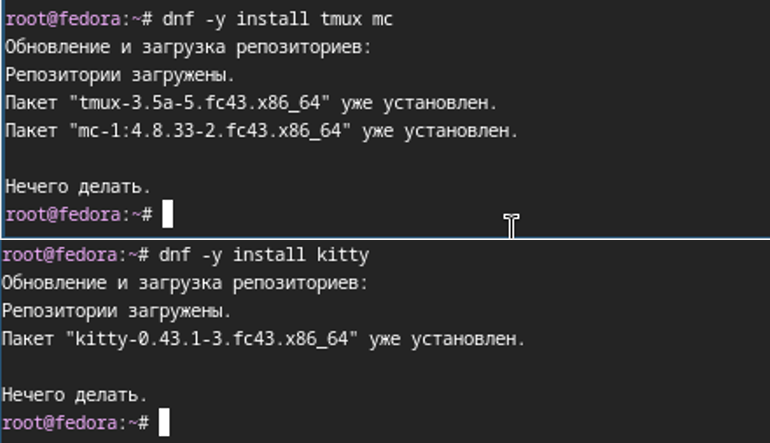 root@fedora:~# dnf -y install tmux mc
Обновление и загрузка репозиториев:
Репозитории загружены.
Пакет "tmux-3.5a-5.fc43.x86_64" уже установлен.
Пакет "mc-1:4.8.33-2.fc43.x86_64" уже установлен.
Нечего делать.
root@fedora:~#
root@fedora:~# dnf -y install kitty
Обновление и загрузка репозиториев:
Репозитории загружены.
Пакет "kitty-0.43.1-3.fc43.x86_64" уже установлен.
Нечего делать.
root@fedora:~#